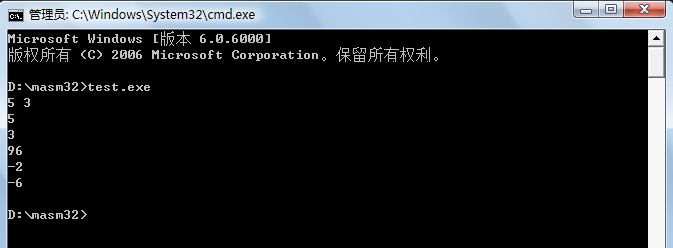 管理员: C:\Windows\System32\cmd.exe
Microsoft Windows [版本 6.0.6000]
版权所有 (C) 2006 Microsoft Corporation。保留所有权利。
D:\masm32>test.exe
5 3
5
3
96
-2
-6
D:\masm32>